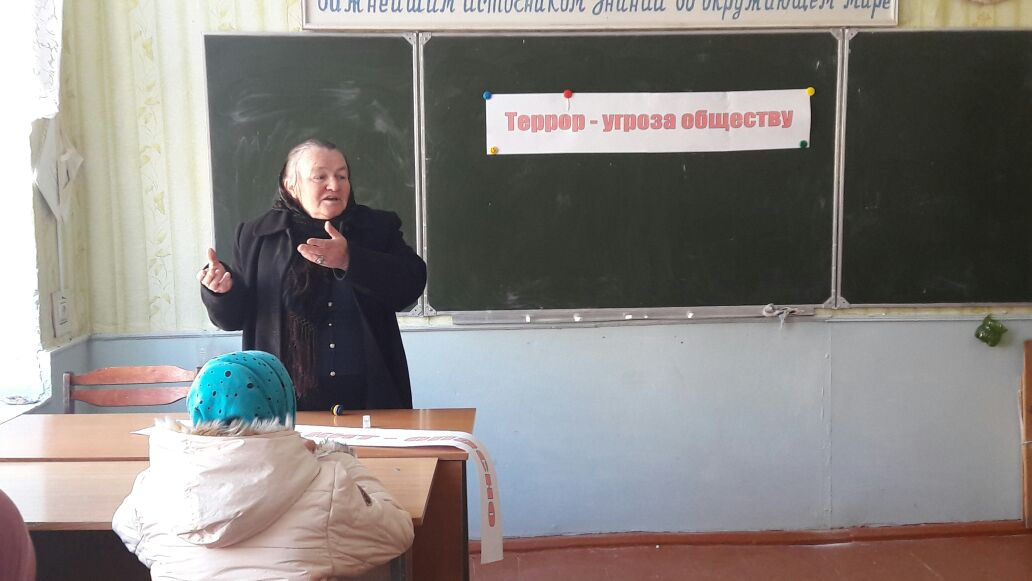 важнейшим источником знаний об окружающем мире
Террор - угроза обществу